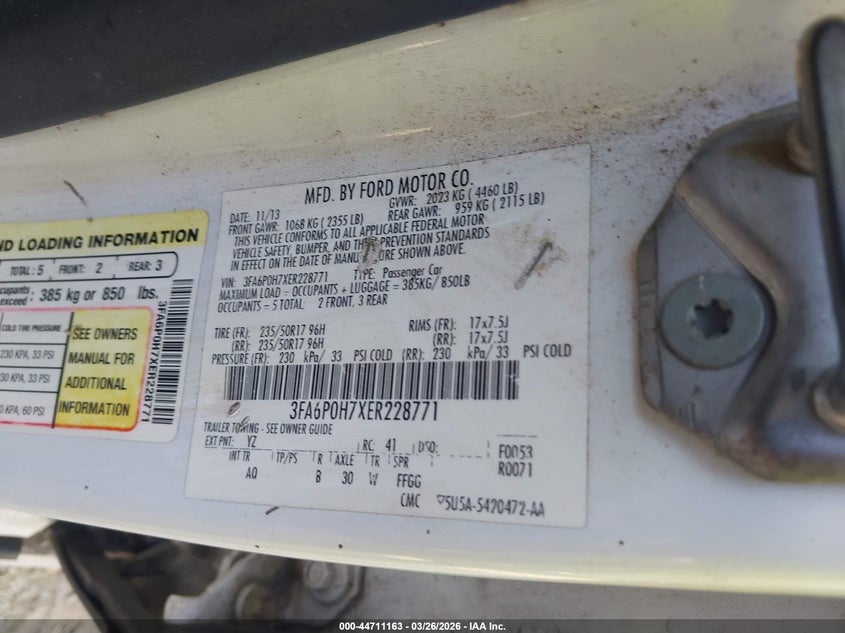 ND LOADING INFORMATION
TOTAL: 5 FRONT: 2 REAR: 3
cupants
exceed: 385 kg or 850 lbs.
COLD TIRE PRESSURE
230 KPA, 33 PSI
30 KPA, 33 PSI
0 KPA, 60 PSI
SEE OWNERS
MANUAL FOR
ADDITIONAL
INFORMATION
3FA6P0H7XER228771
MFD. BY FORD MOTOR CO.
DATE: 11/13 GVWR: 2023 KG ( 4460 LB)
FRONT GAWR: 1068 KG ( 2355 LB) REAR GAWR: 959 KG ( 2115 LB)
THIS VEHICLE CONFORMS TO ALL APPLICABLE FEDERAL MOTOR
VEHICLE SAFETY, BUMPER, AND PREVENTION STANDARDS
IN EFFECT ON THE DATE OF MANUFACTURE SHOWN ABOVE.
VIN: 3FA6P0H7XER228771 TYPE: Passenger Car
MAXIMUM LOAD = OCCUPANTS + LUGGAGE = 385KG/ 850LB
OCCUPANTS = 5 TOTAL: 2 FRONT, 3 REAR
TIRE (FR): 235/50R17 96H RIMS (FR): 17x7.5J
(RR): 235/50R17 96H (RR): 17x7.5J
PRESSURE (FR): 230 kPa/ 33 PSI COLD (RR): 230 kPa/ 33 PSI COLD
3FA6P0H7XER228771
TRAILER TOWING - SEE OWNER GUIDE
EXT PNT: YZ RC: 41 DSO: F0053
INT TR TP/PS R AXLE TR SPR R0071
AQ B 30 W FFGG
CMC 5U5A-5420472-AA
000-44711163 - 03/26/2026 - IAA Inc.